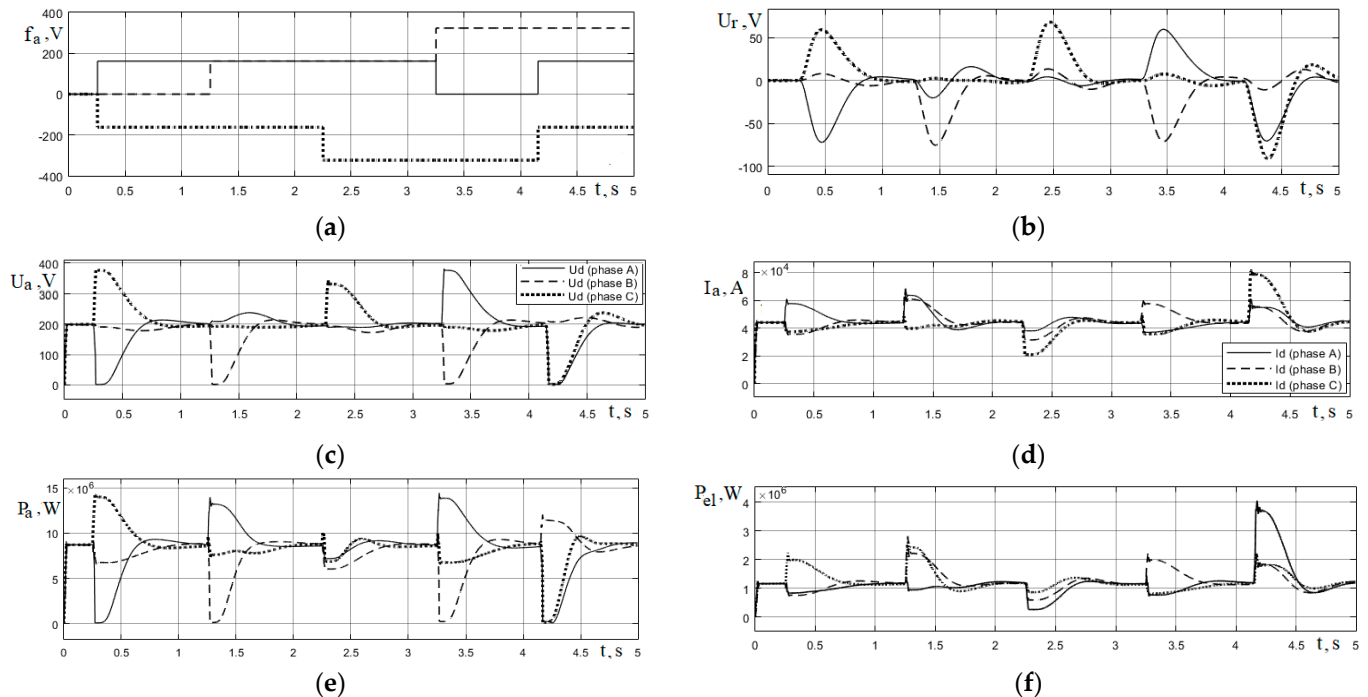 f a ,V
400
200
0
-200
-400
0 0.5 1 1.5 2 2.5 3 3.5 4 4.5 5
t, s
(a)
U r ,V
50
0
-50
-100
0 0.5 1 1.5 2 2.5 3 3.5 4 4.5 5
t, s
(b)
U a , V
400
300
200
100
0
Ud (phase A)
Ud (phase B)
Ud (phase C)
0 0.5 1 1.5 2 2.5 3 3.5 4 4.5 5
t, s
(c)
I a , A
× 10 4
8
6
4
2
0
Id (phase A)
Id (phase B)
Id (phase C)
0 0.5 1 1.5 2 2.5 3 3.5 4 4.5 5
t, s
(d)
P a , W
× 10 6
15
10
5
0
0 0.5 1 1.5 2 2.5 3 3.5 4 4.5 5
t, s
(e)
P el , W
× 10 6
4
3
2
1
0
0 0.5 1 1.5 2 2.5 3 3.5 4 4.5 5
t, s
(f)